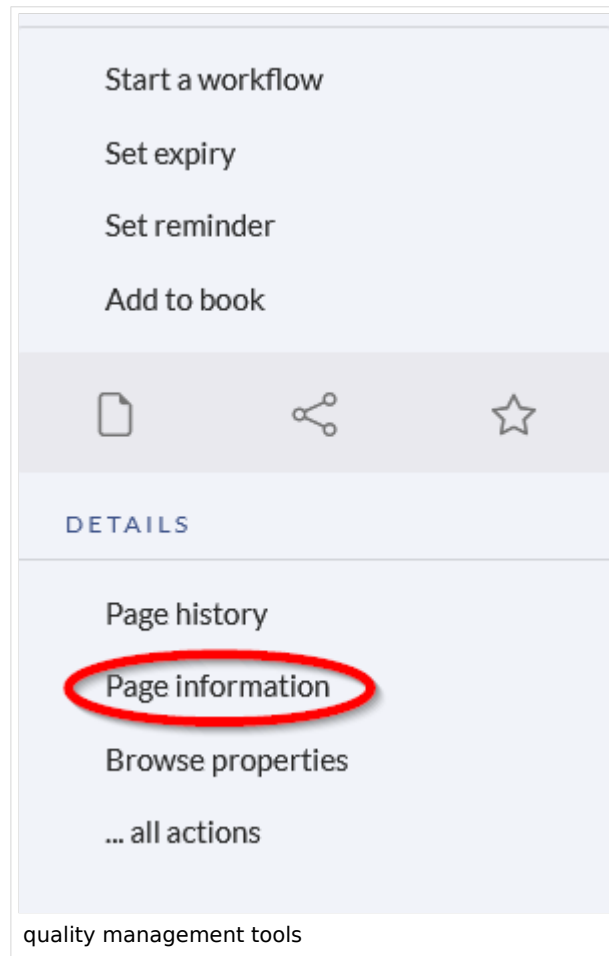 Start a workflow
Set expiry
Set reminder
Add to book
DETAILS
Page history
Page information
Browse properties
... all actions
quality management tools